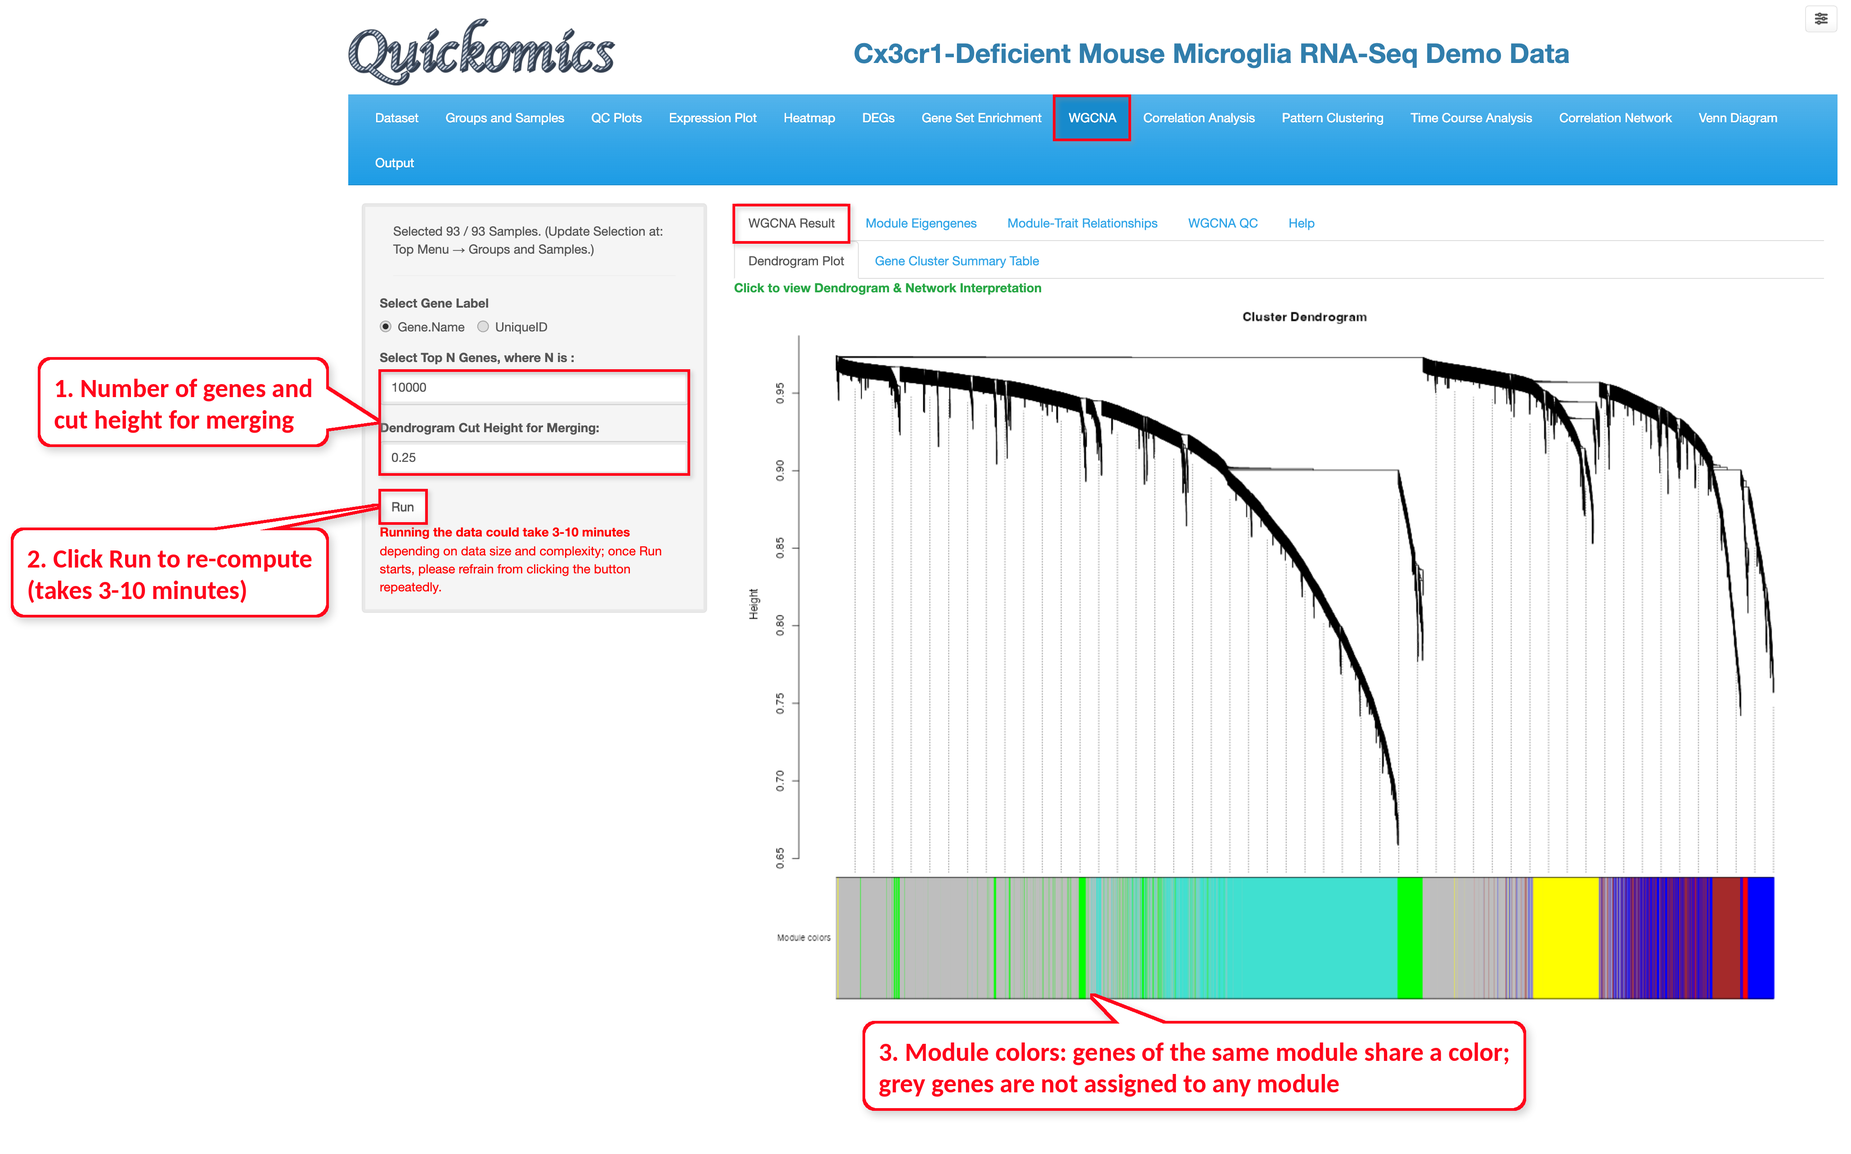 Quickomics
Cx3cr1-Deficient Mouse Microglia RNA-Seq Demo Data
Dataset Groups and Samples QC Plots Expression Plot Heatmap DEGs Gene Set Enrichment WGCNA Correlation Analysis Pattern Clustering Time Course Analysis Correlation Network Venn Diagram
Output
Selected 93 / 93 Samples. (Update Selection at:
Top Menu → Groups and Samples.)
Select Gene Label
Gene.Name UniqueID
Select Top N Genes, where N is :
10000
Dendrogram Cut Height for Merging:
0.25
Run
Running the data could take 3-10 minutes
depending on data size and complexity; once Run
starts, please refrain from clicking the button
repeatedly.
1. Number of genes and
cut height for merging
2. Click Run to re-compute
(takes 3-10 minutes)
WGCNA Result Module Eigengenes Module-Trait Relationships WGCNA QC Help
Dendrogram Plot Gene Cluster Summary Table
Click to view Dendrogram & Network Interpretation
Cluster Dendrogram
Height
0.95
0.90
0.85
0.80
0.75
0.70
0.65
Module colors
3. Module colors: genes of the same module share a color;
grey genes are not assigned to any module